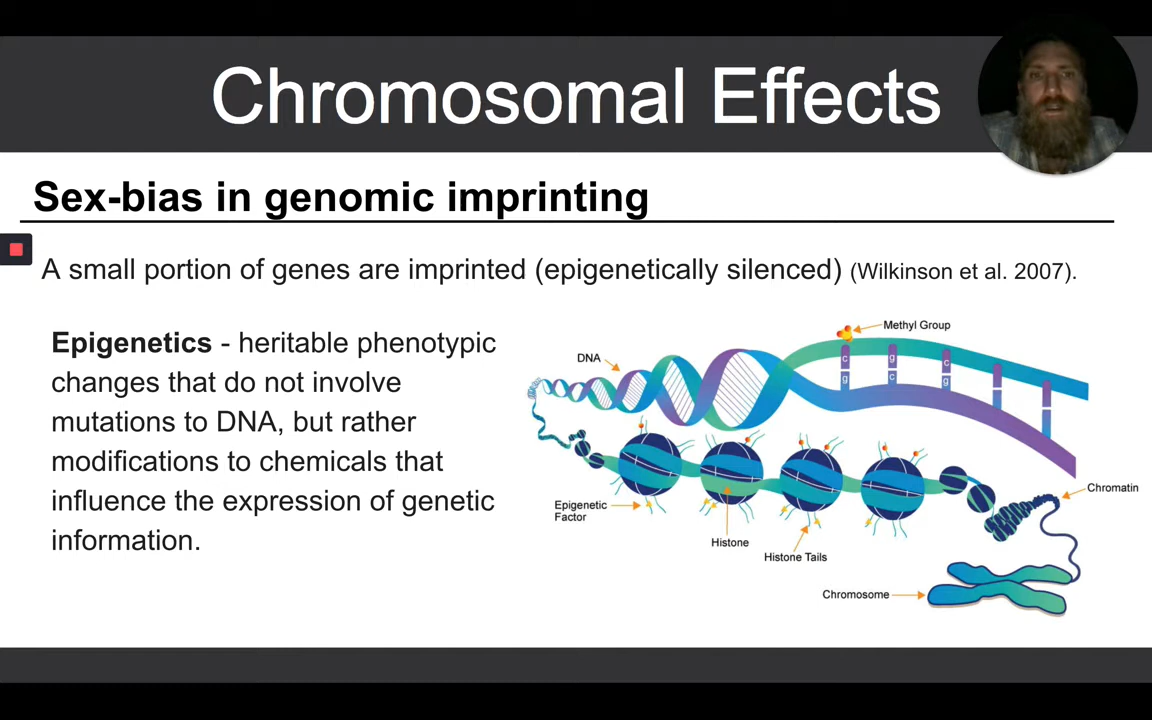 Chromosomal Effects
Sex-bias in genomic imprinting
A small portion of genes are imprinted (epigenetically silenced) (Wilkinson et al. 2007).
Epigenetics - heritable phenotypic
changes that do not involve
mutations to DNA, but rather
modifications to chemicals that
influence the expression of genetic
information.
Methyl Group
DNA
c
g
c
g
c
g
Epigenetic
Factor
Histone
Histone Tails
Chromatin
Chromosome